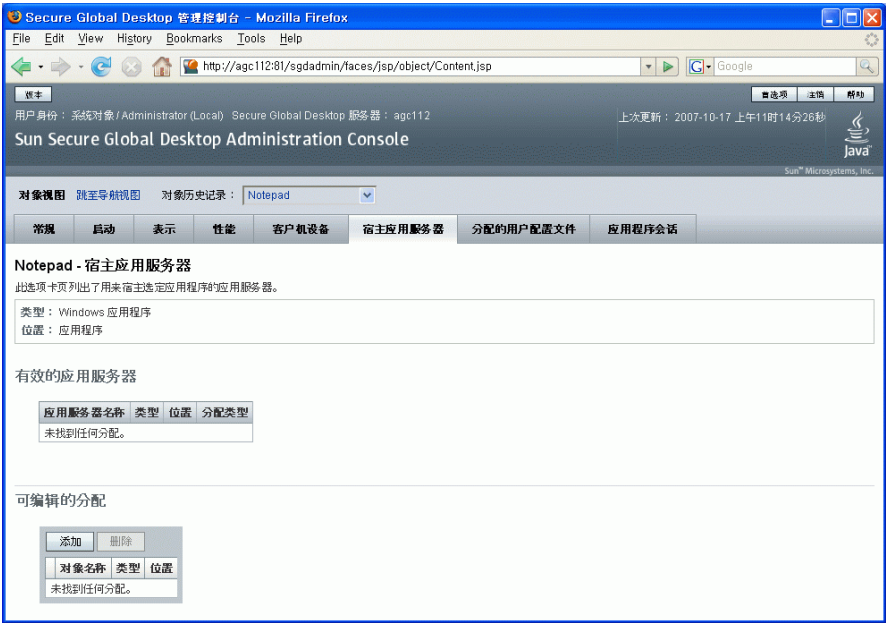 Secure Global Desktop 管理控制台 - Mozilla Firefox
File Edit View History Bookmarks Tools Help
http://agc112:81/sgdadmin/faces/jsp/object/Content.jsp G Google
版本 首选项 注销 帮助
用户身份： 系统对象 / Administrator (Local) Secure Global Desktop 服务器： agc112 上次更新： 2007-10-17 上午11时14分26秒
Sun Secure Global Desktop Administration Console
Java™
Sun™ Microsystems, Inc.
对象视图 跳至导航视图 对象历史记录： Notepad
常规 启动 表示 性能 客户机设备 宿主应用服务器 分配的用户配置文件 应用程序会话
Notepad - 宿主应用服务器
此选项卡页列出了用来宿主选定应用程序的应用服务器。
类型： Windows 应用程序
位置： 应用程序
有效的应用服务器
应用服务器名称 类型 位置 分配类型
未找到任何分配。
可编辑的分配
添加 删除
对象名称 类型 位置
未找到任何分配。